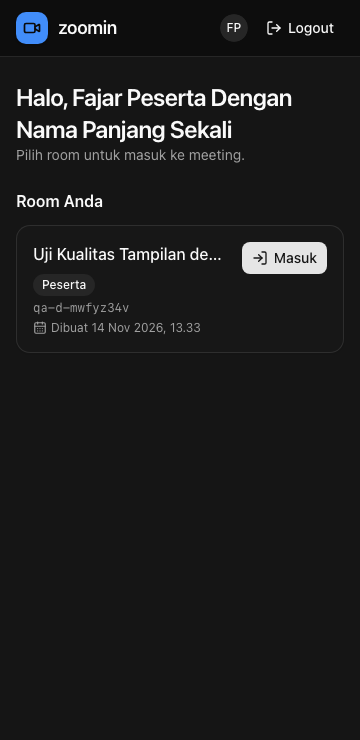 zoomin
FP
Logout
Halo, Fajar Peserta Dengan
Nama Panjang Sekali
Pilih room untuk masuk ke meeting.
Room Anda
Uji Kualitas Tampilan de...
Masuk
Peserta
qa-d-mwfyz34v
Dibuat 14 Nov 2026, 13.33